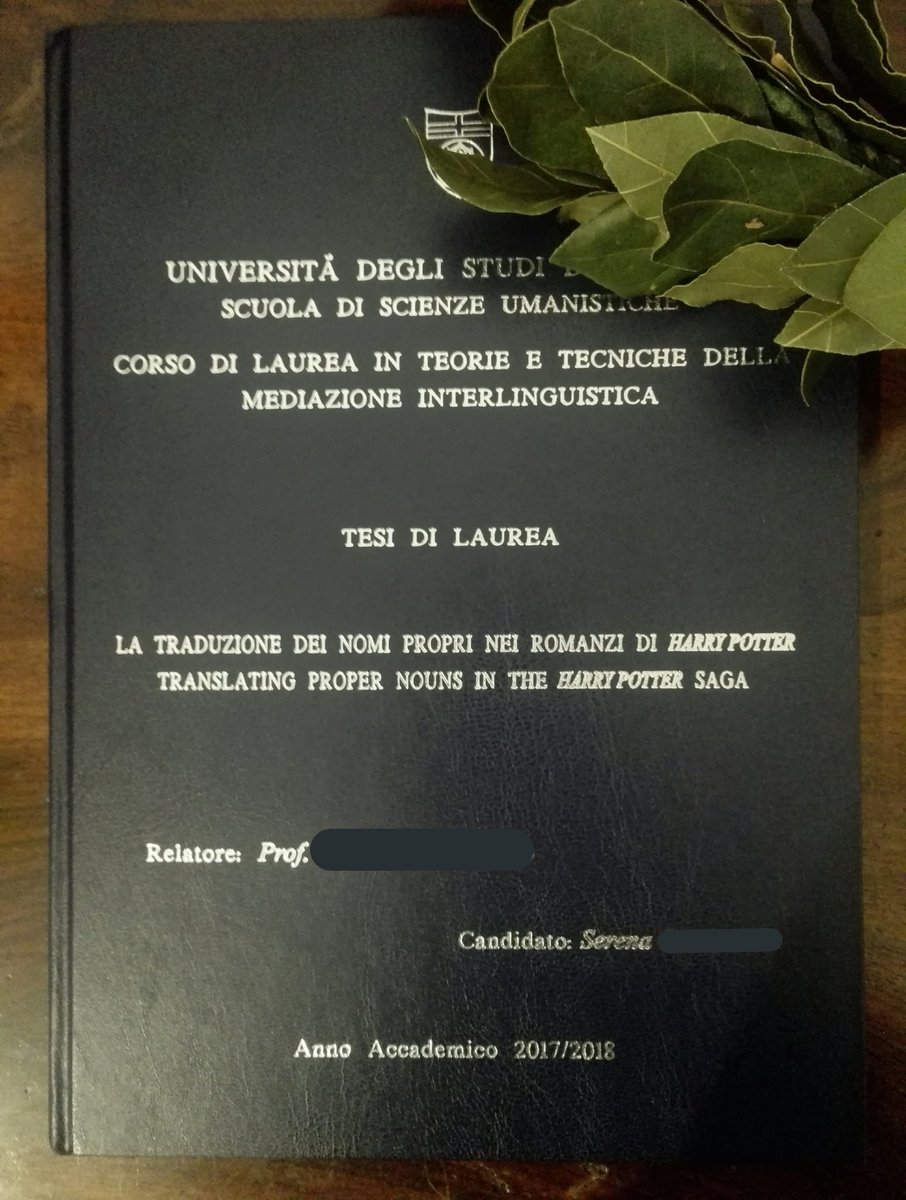 UNIVERSITÀ DEGLI STUDI
SCUOLA DI SCIENZE UMANISTICHE
CORSO DI LAUREA IN TEORIE E TECNICHE DELLA
MEDIAZIONE INTERLINGUISTICA
TESI DI LAUREA
LA TRADUZIONE DEI NOMI PROPRI NEI ROMANZI DI HARRY POTTER
TRANSLATING PROPER NOUNS IN THE HARRY POTTER SAGA
Relatore: Prof.
Candidato: Serena
Anno Accademico 2017/2018